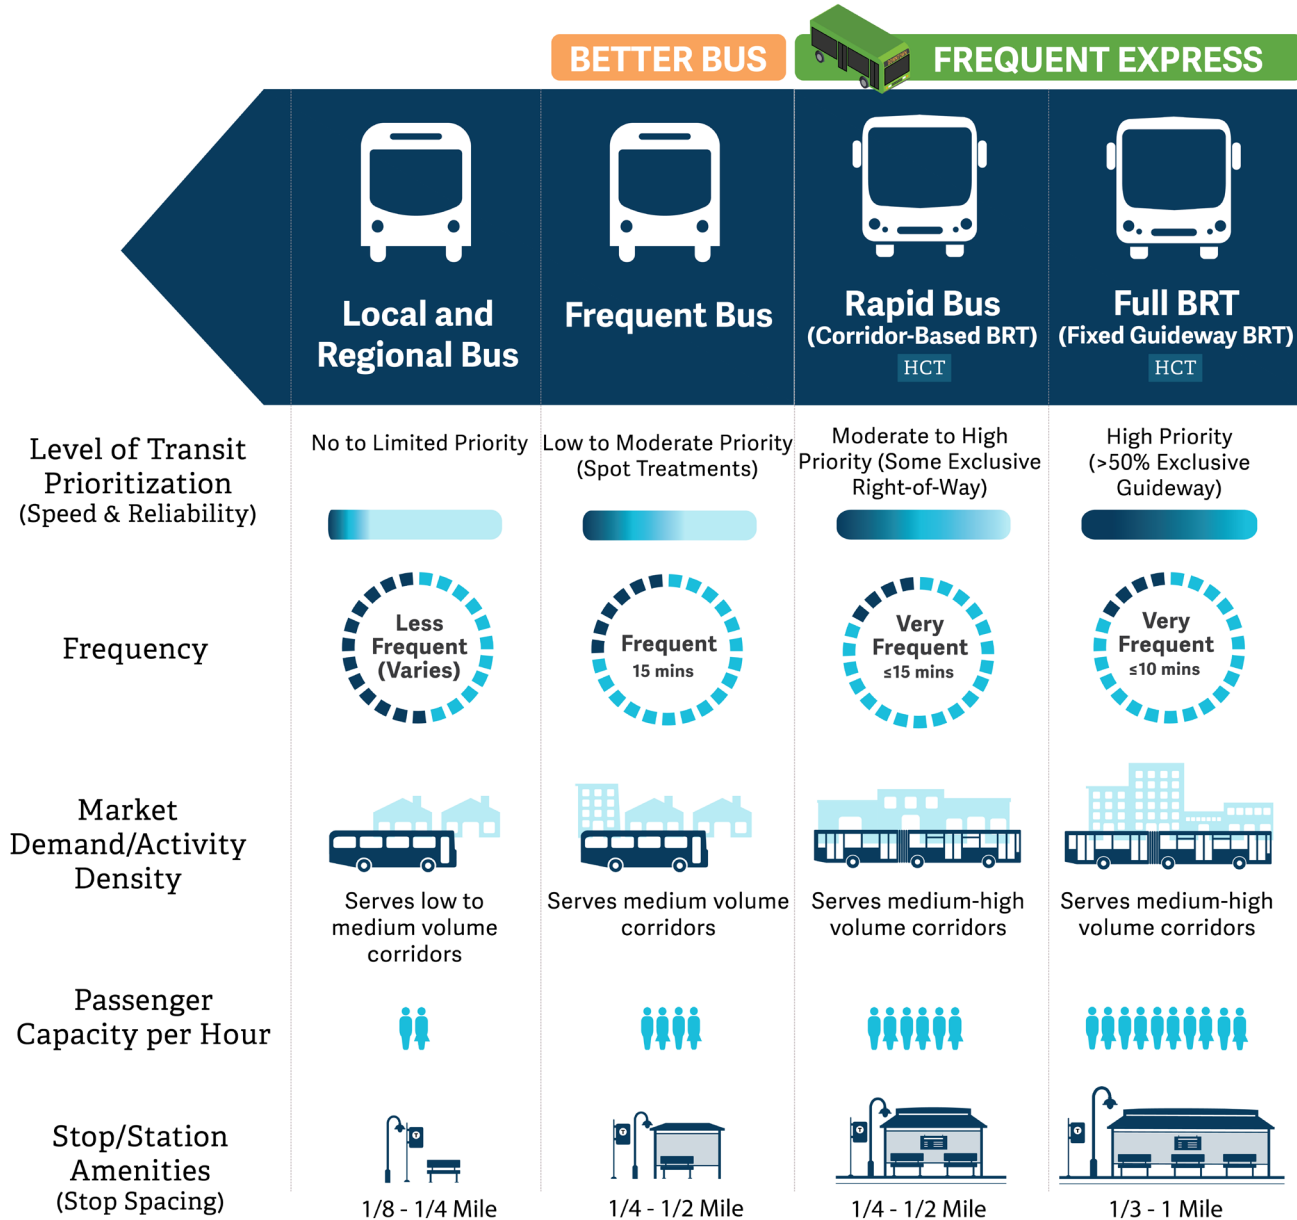 BETTER BUS
FREQUENT EXPRESS
Local and
Regional Bus
Frequent Bus
Rapid Bus
(Corridor-Based BRT)
HCT
Full BRT
(Fixed Guideway BRT)
HCT
Level of Transit
Prioritization
(Speed & Reliability)
No to Limited Priority
Low to Moderate Priority
(Spot Treatments)
Moderate to High
Priority (Some Exclusive
Right-of-Way)
High Priority
(>50% Exclusive
Guideway)
Frequency
Less
Frequent
(Varies)
Frequent
15 mins
Very
Frequent
≤15 mins
Very
Frequent
≤10 mins
Market
Demand/Activity
Density
Serves low to
medium volume
corridors
Serves medium volume
corridors
Serves medium-high
volume corridors
Serves medium-high
volume corridors
Passenger
Capacity per Hour
Stop/Station
Amenities
(Stop Spacing)
T
1/8 - 1/4 Mile
T
1/4 - 1/2 Mile
T
1/4 - 1/2 Mile
T
1/3 - 1 Mile